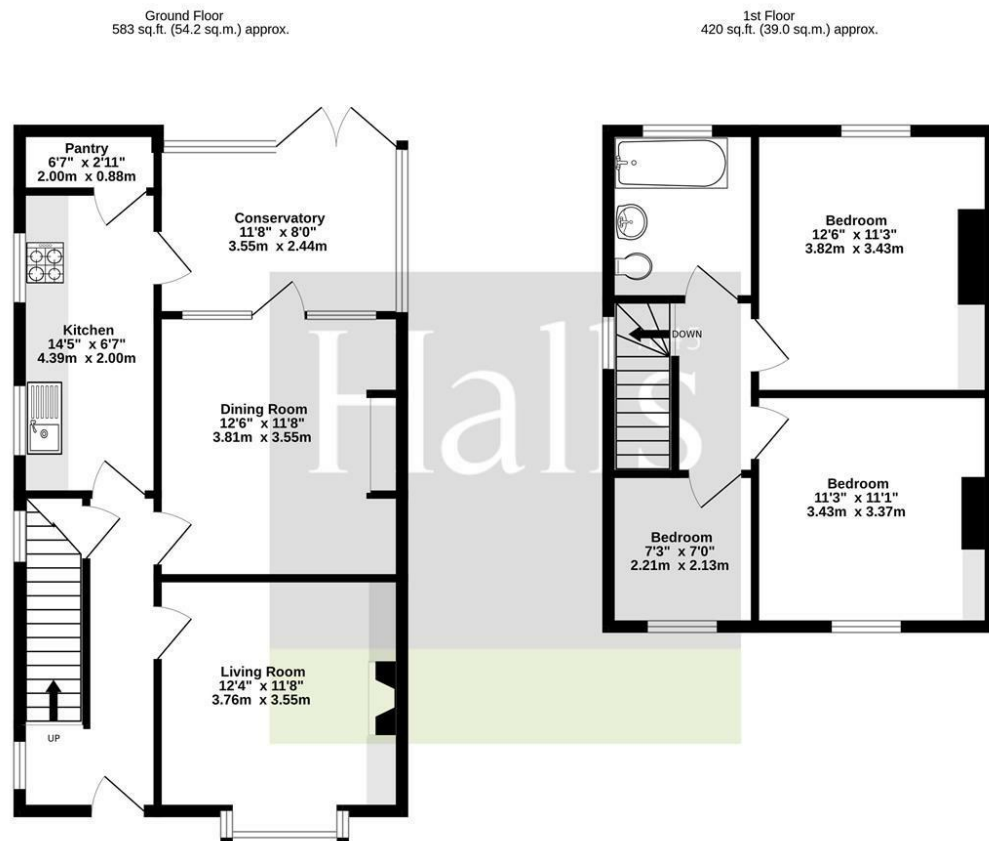 Ground Floor
583 sq.ft. (54.2 sq.m.) approx.
1st Floor
420 sq.ft. (39.0 sq.m.) approx.
Pantry
6'7" x 2'11"
2.00m x 0.88m
Conservatory
11'8" x 8'0"
3.55m x 2.44m
Kitchen
14'5" x 6'7"
4.39m x 2.00m
Dining Room
12'6" x 11'8"
3.81m x 3.55m
Living Room
12'4" x 11'8"
3.76m x 3.55m
UP
Bedroom
12'6" x 11'3"
3.82m x 3.43m
DOWN
Bedroom
11'3" x 11'1"
3.43m x 3.37m
Bedroom
7'3" x 7'0"
2.21m x 2.13m
Halls